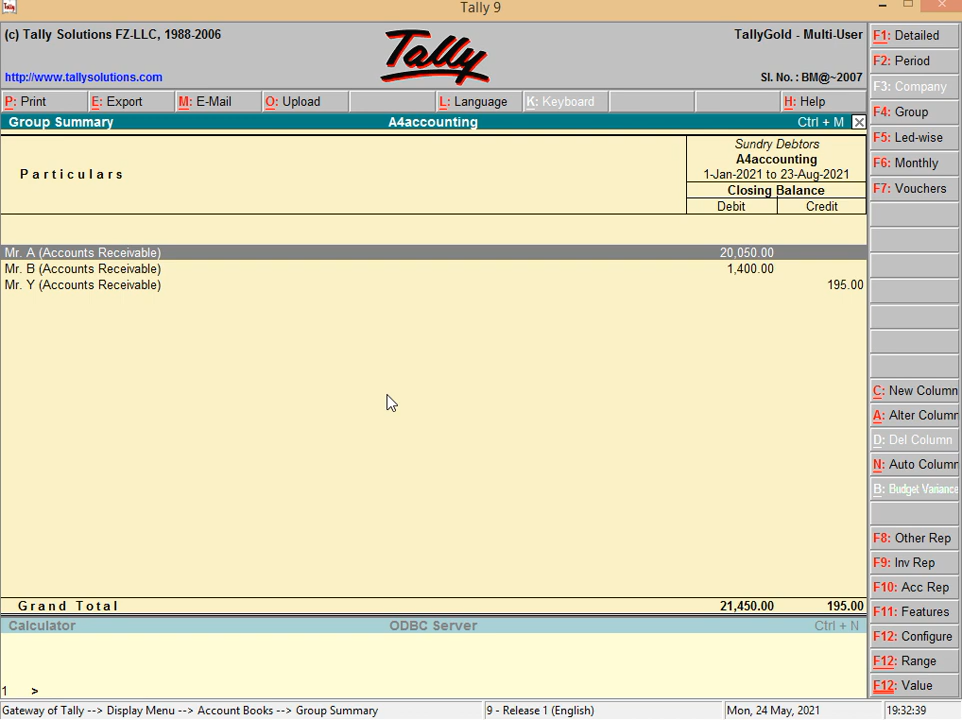 Tally 9
(c) Tally Solutions FZ-LLC, 1988-2006
http://www.tallysolutions.com
Tally
TallyGold - Multi-User
Sl. No. : BM@~2007
P: Print
E: Export
M: E-Mail
O: Upload
L: Language
K: Keyboard
H: Help
Group Summary
A4accounting
Ctrl + M
Particulars
Sundry Debtors
A4accounting
1-Jan-2021 to 23-Aug-2021
Closing Balance
Debit Credit
Mr. A (Accounts Receivable) 20,050.00
Mr. B (Accounts Receivable) 1,400.00
Mr. Y (Accounts Receivable) 195.00
Grand Total 21,450.00 195.00
Calculator
ODBC Server
Ctrl + N
1 >
Gateway of Tally --> Display Menu --> Account Books --> Group Summary
9 - Release 1 (English)
Mon, 24 May, 2021
19:32:39
F1: Detailed
F2: Period
F3: Company
F4: Group
F5: Led-wise
F6: Monthly
F7: Vouchers
C: New Column
A: Alter Column
D: Del Column
N: Auto Column
B: Budget Variance
F8: Other Rep
F9: Inv Rep
F10: Acc Rep
F11: Features
F12: Configure
F12: Range
F12: Value